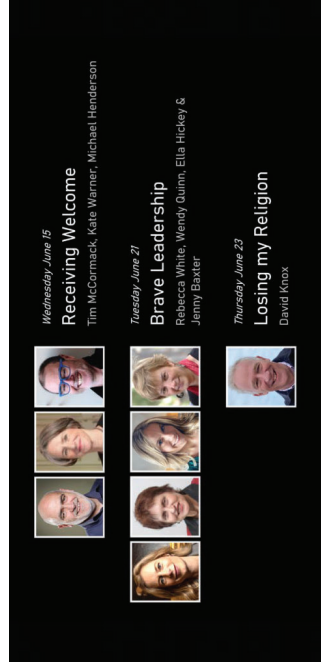 Wednesday June 15
Receiving Welcome
Tim McCormack, Kate Warner, Michael Henderson
Tuesday June 21
Brave Leadership
Rebecca White, Wendy Quinn, Ella Hickey &
Jenny Baxter
Thursday June 23
Losing my Religion
David Knox